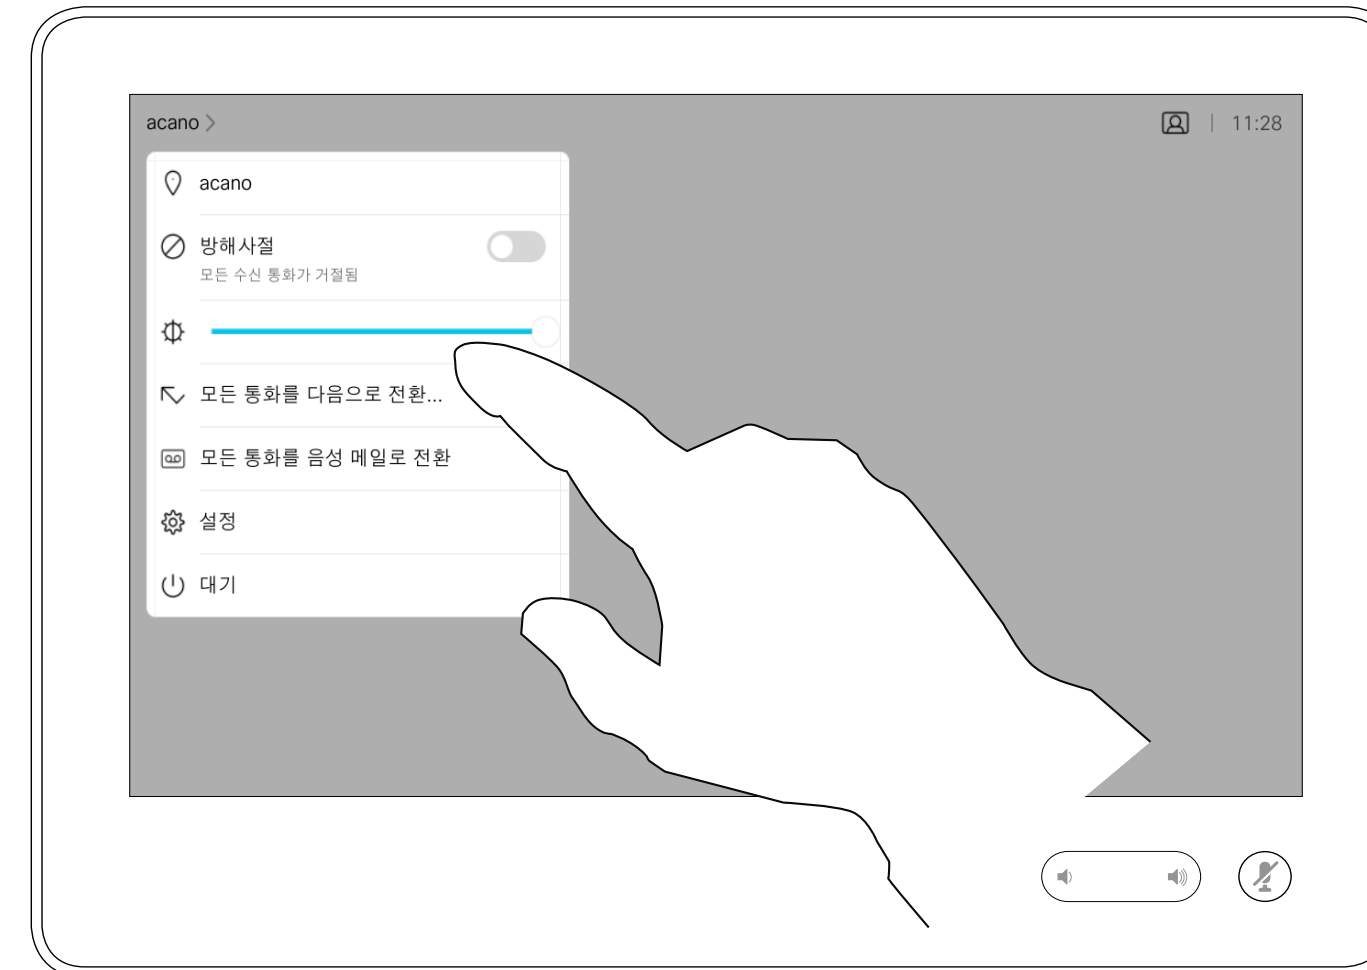 acano
11:28
acano
방해사절
모든 수신 통화가 거절됨
모든 통화를 다음으로 전환...
모든 통화를 음성 메일로 전환
설정
대기